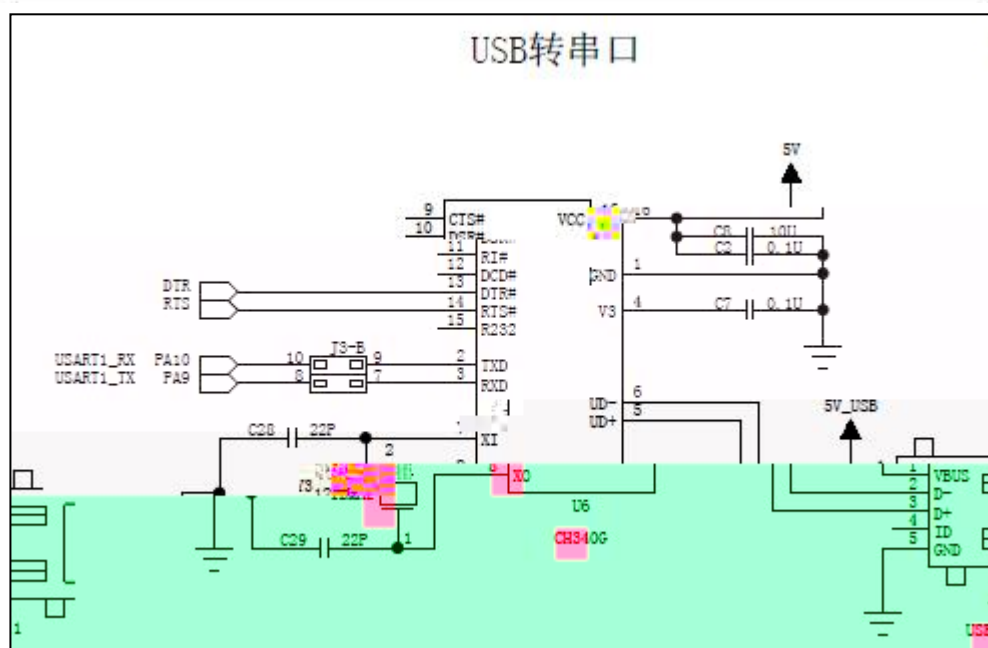 USB转串口
5V
9 CTS# VCC
10 DSR#
C8 10U
C2 0.1U
11
12 RI#
13 DCD# GND 1
DTR 14 DTR#
RTS 15 RTS# V3 4 C7 0.1U
R232
J3-B
USART1_RX PA10 10 9 2 TXD
USART1_TX PA9 8 7 3 RXD
UD- 6
UD+ 5
5V_USB
C28 22P XI
2
XO
1 VBUS
2 D-
3 D+
4 ID
5 GND
U6
C29 22P 1 CH340G
1
USB